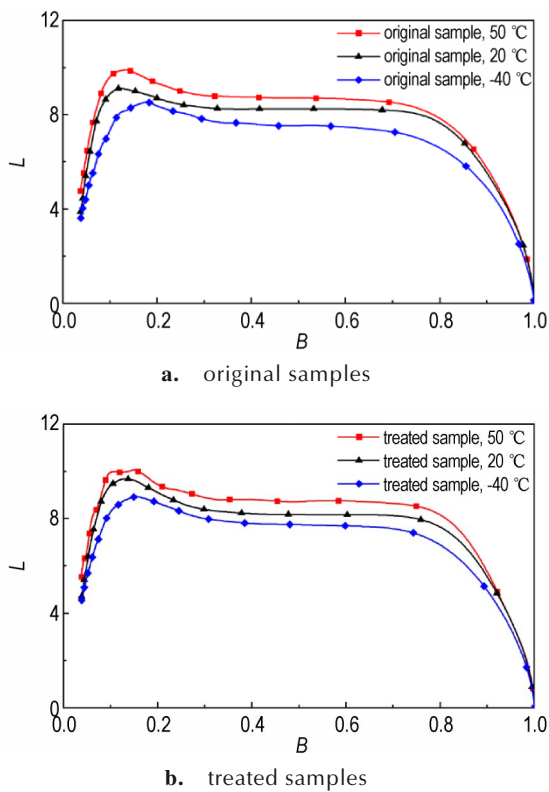 12
original sample, 50 ℃
original sample, 20 ℃
original sample, -40 ℃
8
L
4
0
0.0 0.2 0.4 0.6 0.8 1.0
B
a. original samples
12
treated sample, 50 ℃
treated sample, 20 ℃
treated sample, -40 ℃
8
L
4
0
0.0 0.2 0.4 0.6 0.8 1.0
B
b. treated samples